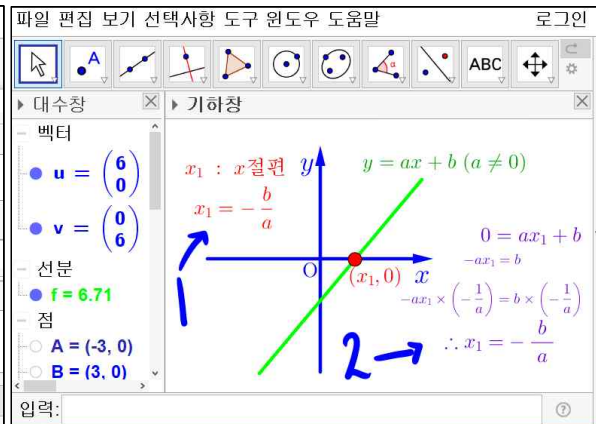 파일 편집 보기 선택사항 도구 윈도우 도움말 로그인
A α ABC
대수창 기하창
벡터
u = (6 0)
v = (0 6)
선분
f = 6.71
점
A = (-3, 0)
B = (3, 0)
x₁ : x절편
x₁ = − b/a
y
y = ax + b (a ≠ 0)
O
(x₁, 0)
x
0 = ax₁ + b
−ax₁ = b
−ax₁ × (−1/a) = b × (−1/a)
∴ x₁ = − b/a
1
2
입력: